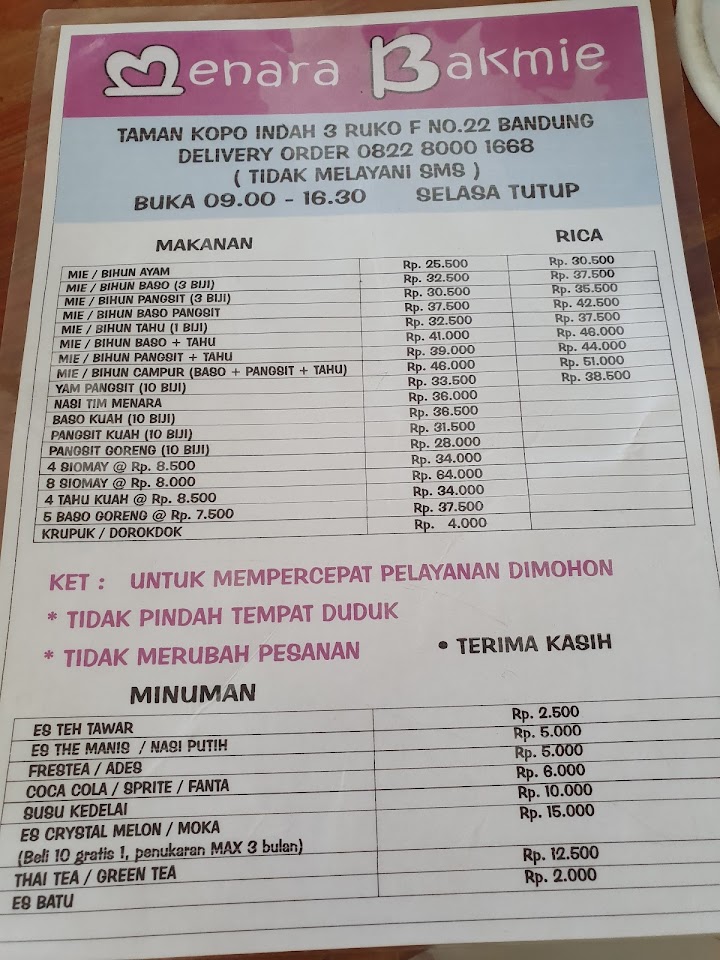 Menara Bakmie
TAMAN KOPO INDAH 3 RUKO F NO.22 BANDUNG
DELIVERY ORDER 0822 8000 1668
( TIDAK MELAYANI SMS )
BUKA 09.00 - 16.30 SELASA TUTUP
MAKANAN RICA
MIE / BIHUN AYAM Rp. 25.500 Rp. 30.500
MIE / BIHUN BASO (3 BIJI) Rp. 32.500 Rp. 37.500
MIE / BIHUN PANGSIT (3 BIJI) Rp. 30.500 Rp. 35.500
MIE / BIHUN BASO PANGSIT Rp. 37.500 Rp. 42.500
MIE / BIHUN TAHU (1 BIJI) Rp. 32.500 Rp. 37.500
MIE / BIHUN BASO + TAHU Rp. 41.000 Rp. 46.000
MIE / BIHUN PANGSIT + TAHU Rp. 39.000 Rp. 44.000
MIE / BIHUN CAMPUR (BASO + PANGSIT + TAHU) Rp. 46.000 Rp. 51.000
YAM PANGSIT (10 BIJI) Rp. 33.500 Rp. 38.500
NASI TIM MENARA Rp. 36.000
BASO KUAH (10 BIJI) Rp. 36.500
PANGSIT KUAH (10 BIJI) Rp. 31.500
PANGSIT GORENG (10 BIJI) Rp. 28.000
4 SIOMAY @ Rp. 8.500 Rp. 34.000
8 SIOMAY @ Rp. 8.000 Rp. 64.000
4 TAHU KUAH @ Rp. 8.500 Rp. 34.000
5 BASO GORENG @ Rp. 7.500 Rp. 37.500
KRUPUK / DOROKDOK Rp. 4.000
KET : UNTUK MEMPERCEPAT PELAYANAN DIMOHON
* TIDAK PINDAH TEMPAT DUDUK
* TIDAK MERUBAH PESANAN • TERIMA KASIH
MINUMAN
ES TEH TAWAR Rp. 2.500
ES THE MANIS / NASI PUTIH Rp. 5.000
FRESTEA / ADES Rp. 5.000
COCA COLA / SPRITE / FANTA Rp. 6.000
SUSU KEDELAI Rp. 10.000
ES CRYSTAL MELON / MOKA Rp. 15.000
(Beli 10 gratis 1, penukaran MAX 3 bulan)
THAI TEA / GREEN TEA Rp. 12.500
ES BATU Rp. 2.000